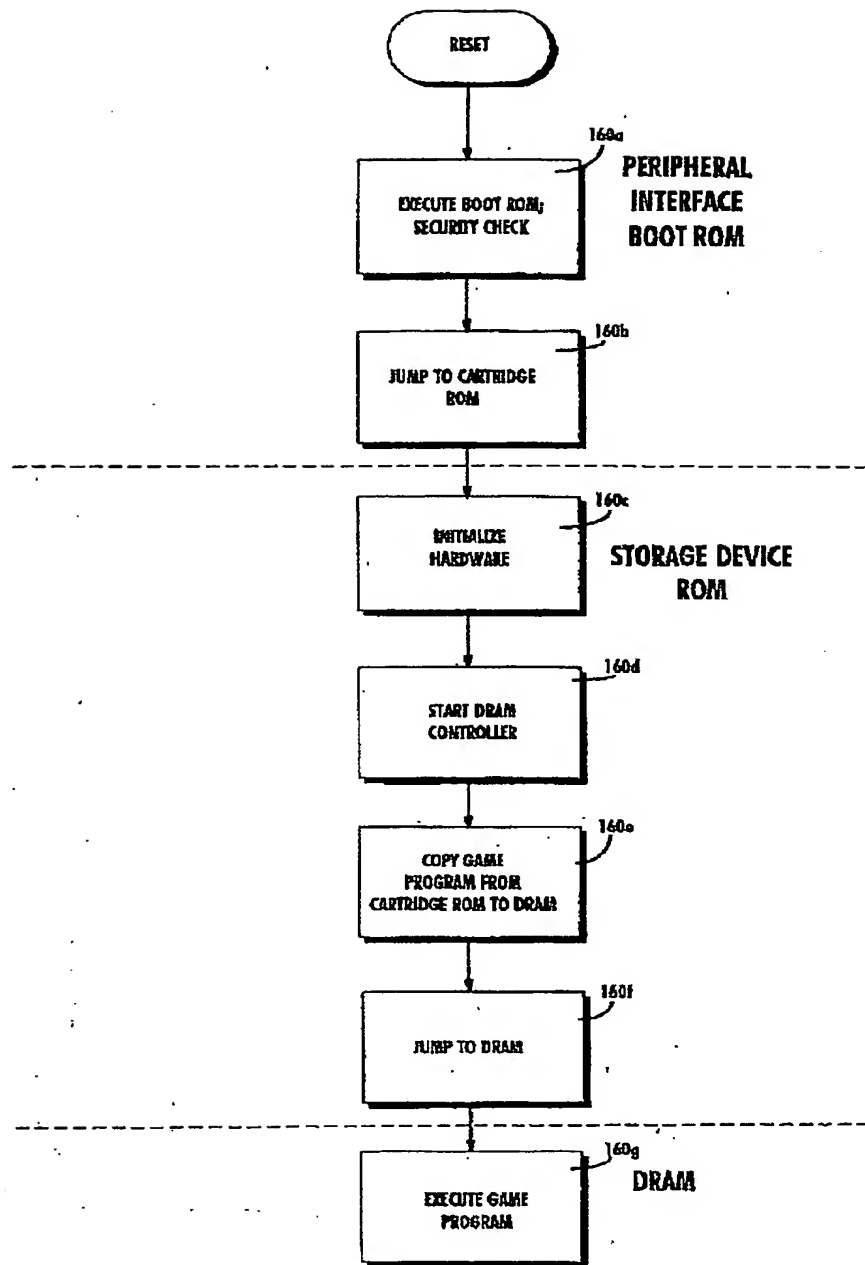 RESET
160a
PERIPHERAL
INTERFACE
BOOT ROM
EXECUTE BOOT ROM;
SECURITY CHECK
160b
JUMP TO CARTRIDGE
ROM
160c
INITIALIZE
HARDWARE
STORAGE DEVICE
ROM
160d
START DRAM
CONTROLLER
160e
COPY GAME
PROGRAM FROM
CARTRIDGE ROM TO DRAM
160f
JUMP TO DRAM
160g
DRAM
EXECUTE GAME
PROGRAM